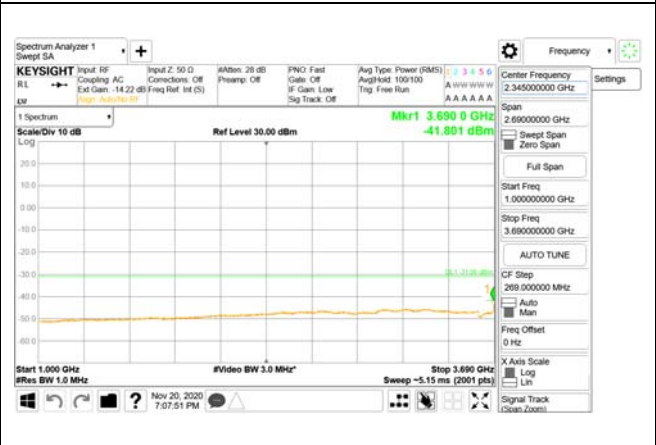 Spectrum Analyzer 1
Swept SA
Frequency
KEYSIGHT
RL
Input: RF
Coupling: AC
Ext Gain: -14.22 dB
Align: Auto/No RF
Input Z: 50 Ω
Corrections: Off
Freq Ref: Int (S)
#Atten: 28 dB
Preamp: Off
PNO: Fast
Gate: Off
IF Gain: Low
Sig Track: Off
Avg Type: Power (RMS)
Avg|Hold: 100/100
Trig: Free Run
1 2 3 4 5 6
A W W W W W
A A A A A A
Center Frequency
2.345000000 GHz
Settings
Span
2.69000000 GHz
Swept Span
Zero Span
Full Span
Start Freq
1.000000000 GHz
Stop Freq
3.690000000 GHz
AUTO TUNE
CF Step
269.000000 MHz
Auto
Man
Freq Offset
0 Hz
X Axis Scale
Log
Lin
Signal Track
(Span Zoom)
1 Spectrum
Scale/Div 10 dB
Ref Level 30.00 dBm
Mkr1 3.690 0 GHz
-41.801 dBm
Log
20.0
10.0
0.00
-10.0
-20.0
-30.0
-40.0
-50.0
-60.0
1
Start 1.000 GHz
#Video BW 3.0 MHz*
Stop 3.690 GHz
#Res BW 1.0 MHz
Sweep ~5.15 ms (2001 pts)
?
Nov 20, 2020
7:07:51 PM